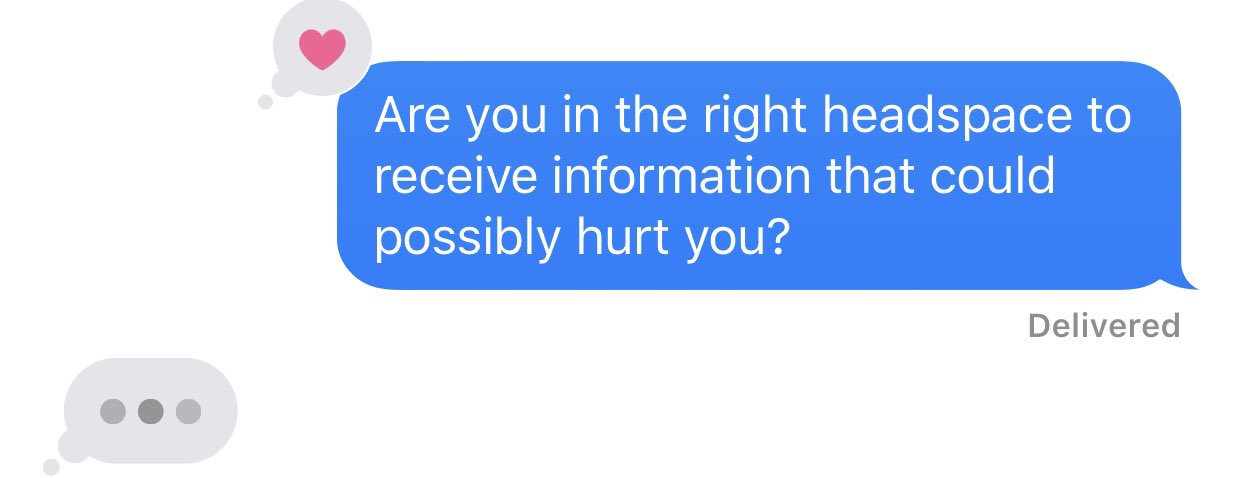 Are you in the right headspace to
receive information that could
possibly hurt you?
Delivered